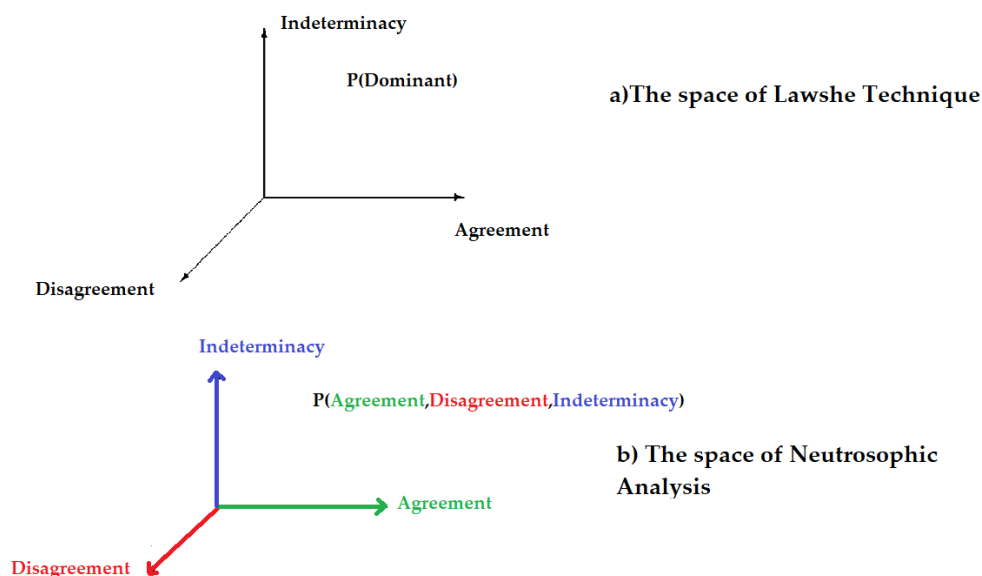 Indeterminacy
P(Dominant)
a)The space of Lawshe Technique
Agreement
Disagreement
Indeterminacy
P(Agreement,Disagreement,Indeterminacy)
b) The space of Neutrosophic
Analysis
Agreement
Disagreement